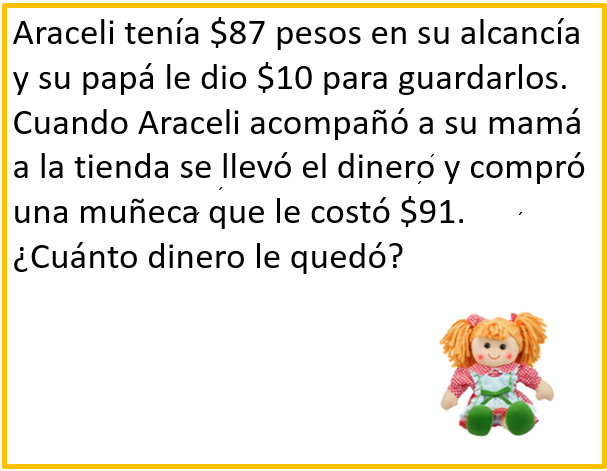 Araceli tenía $87 pesos en su alcancía
y su papá le dio $10 para guardarlos.
Cuando Araceli acompañó a su mamá
a la tienda se llevó el dinero y compró
una muñeca que le costó $91.
¿Cuánto dinero le quedó?